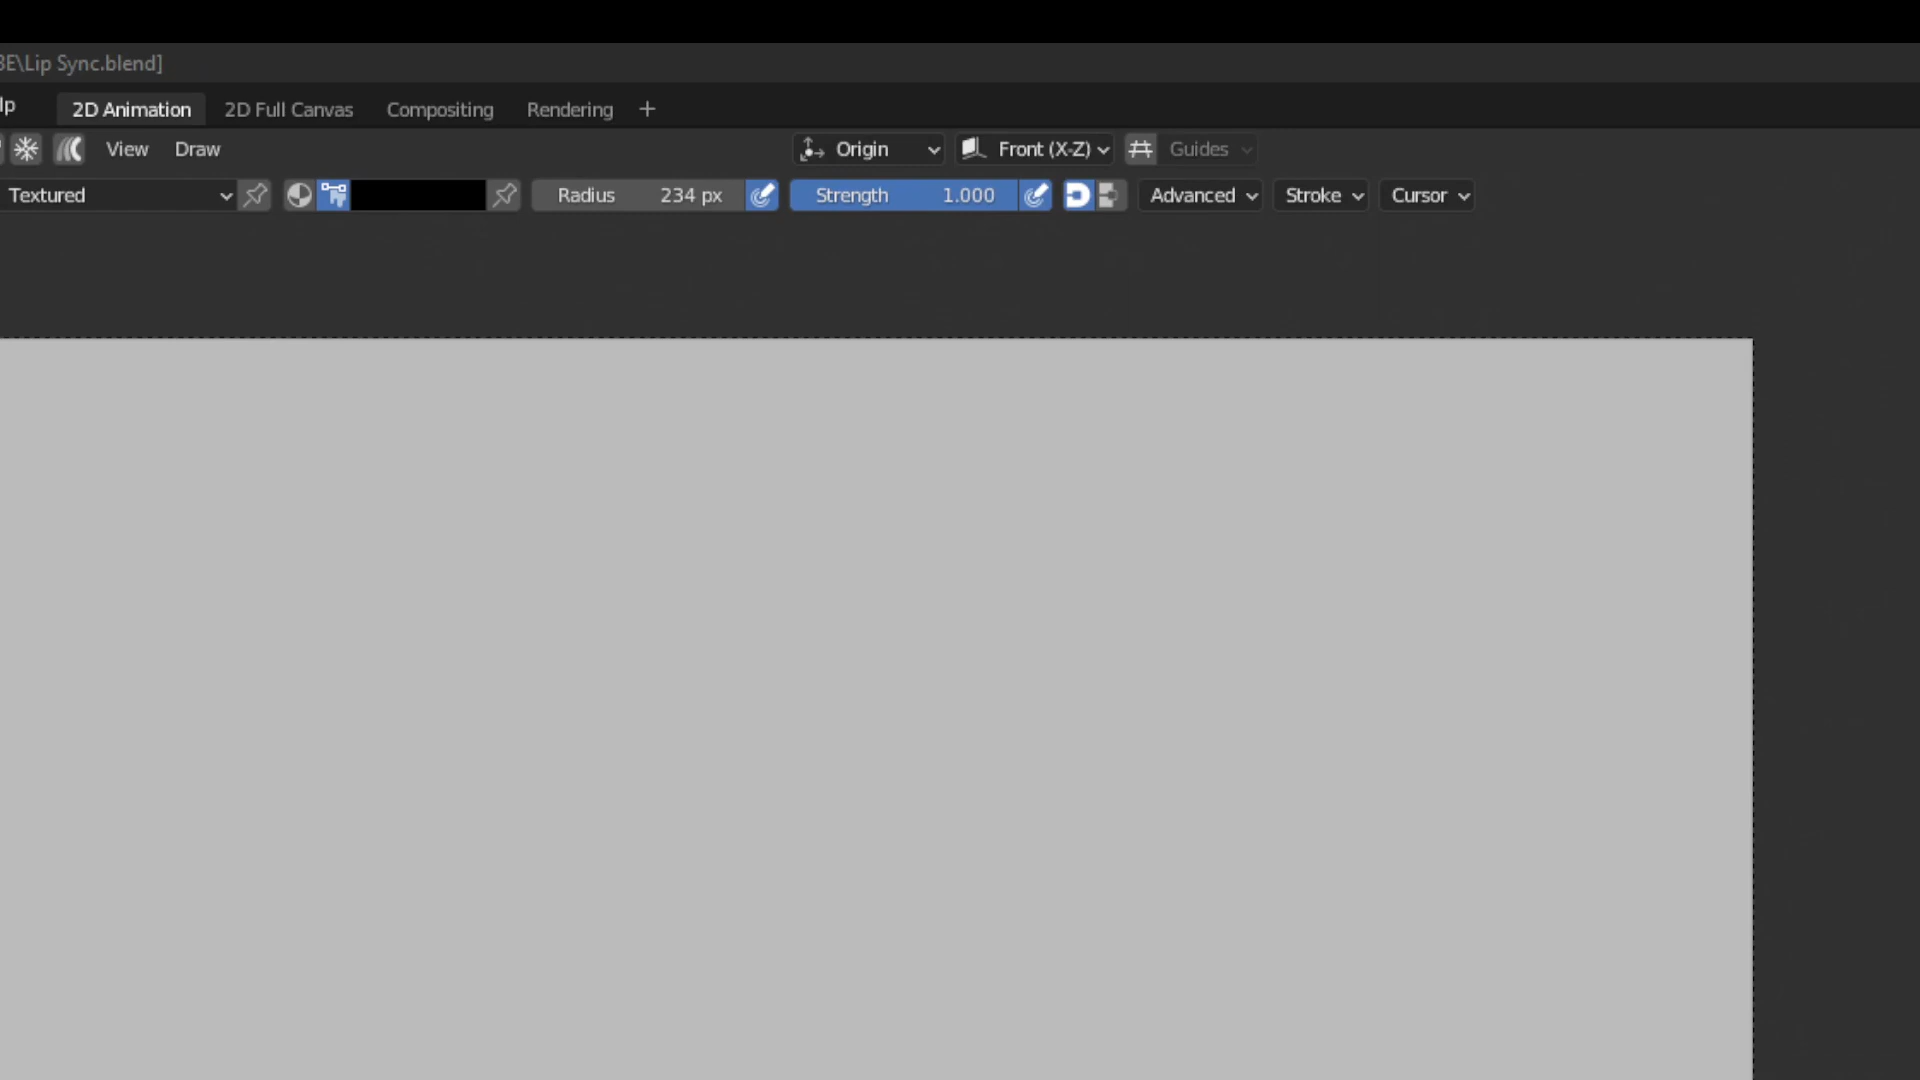 BE\Lip Sync.blend]
lp 2D Animation 2D Full Canvas Compositing Rendering +
View Draw Origin Front (X-Z) Guides
Textured Radius 234 px Strength 1.000 Advanced Stroke Cursor